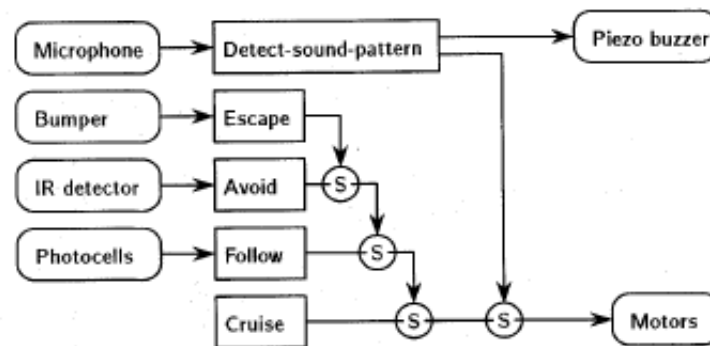 Microphone
Detect-sound-pattern
Piezo buzzer
Bumper
Escape
S
IR detector
Avoid
S
Photocells
Follow
S
Cruise
S
S
Motors